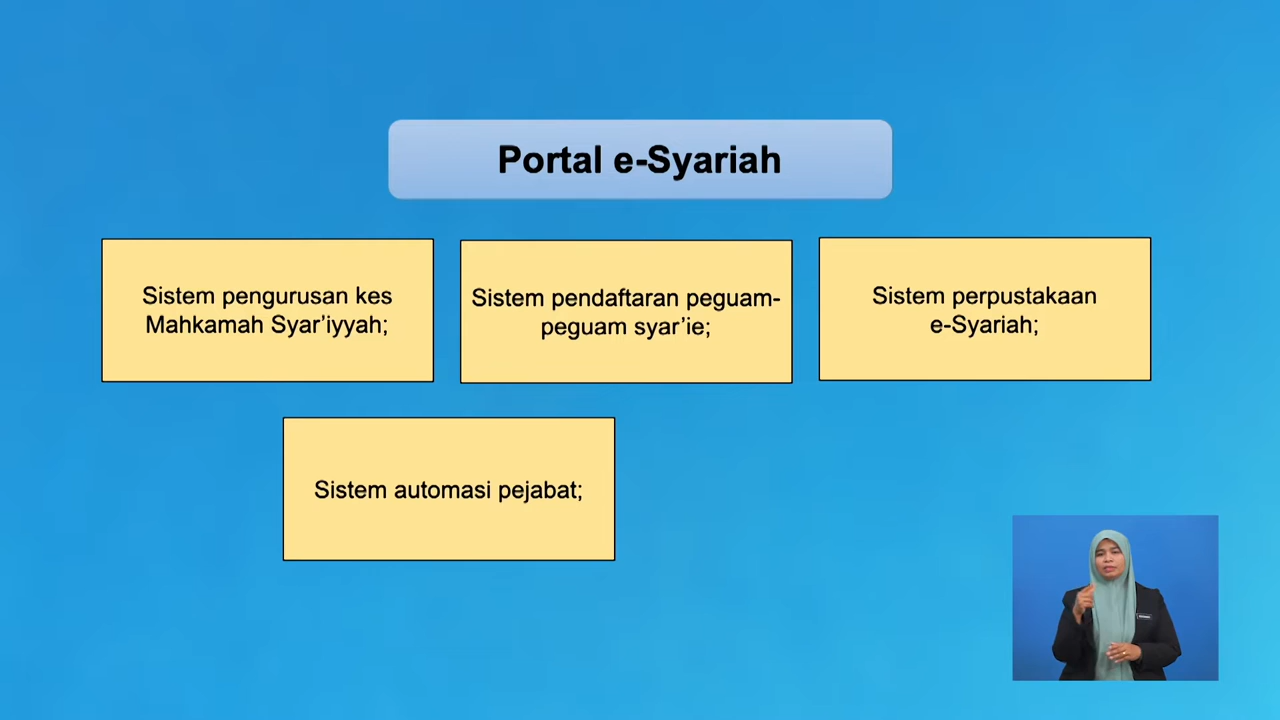 Portal e-Syariah
Sistem pengurusan kes
Mahkamah Syar’iyyah;
Sistem pendaftaran peguam-
peguam syar’ie;
Sistem perpustakaan
e-Syariah;
Sistem automasi pejabat;